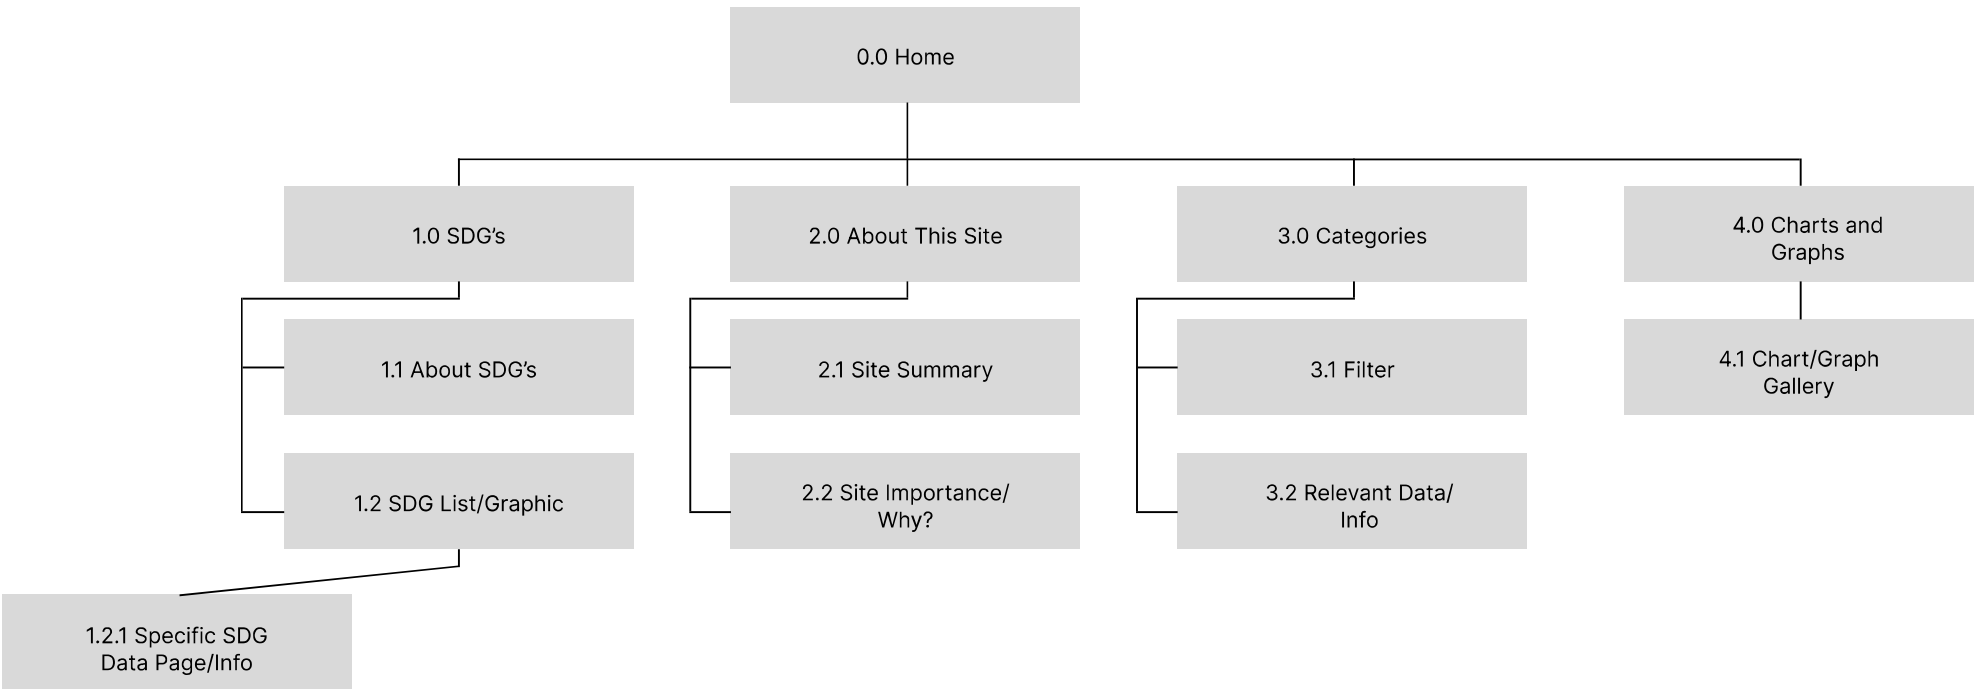 0.0 Home
1.0 SDG’s
2.0 About This Site
3.0 Categories
4.0 Charts and
Graphs
1.1 About SDG’s
2.1 Site Summary
3.1 Filter
4.1 Chart/Graph
Gallery
1.2 SDG List/Graphic
2.2 Site Importance/
Why?
3.2 Relevant Data/
Info
1.2.1 Specific SDG
Data Page/Info